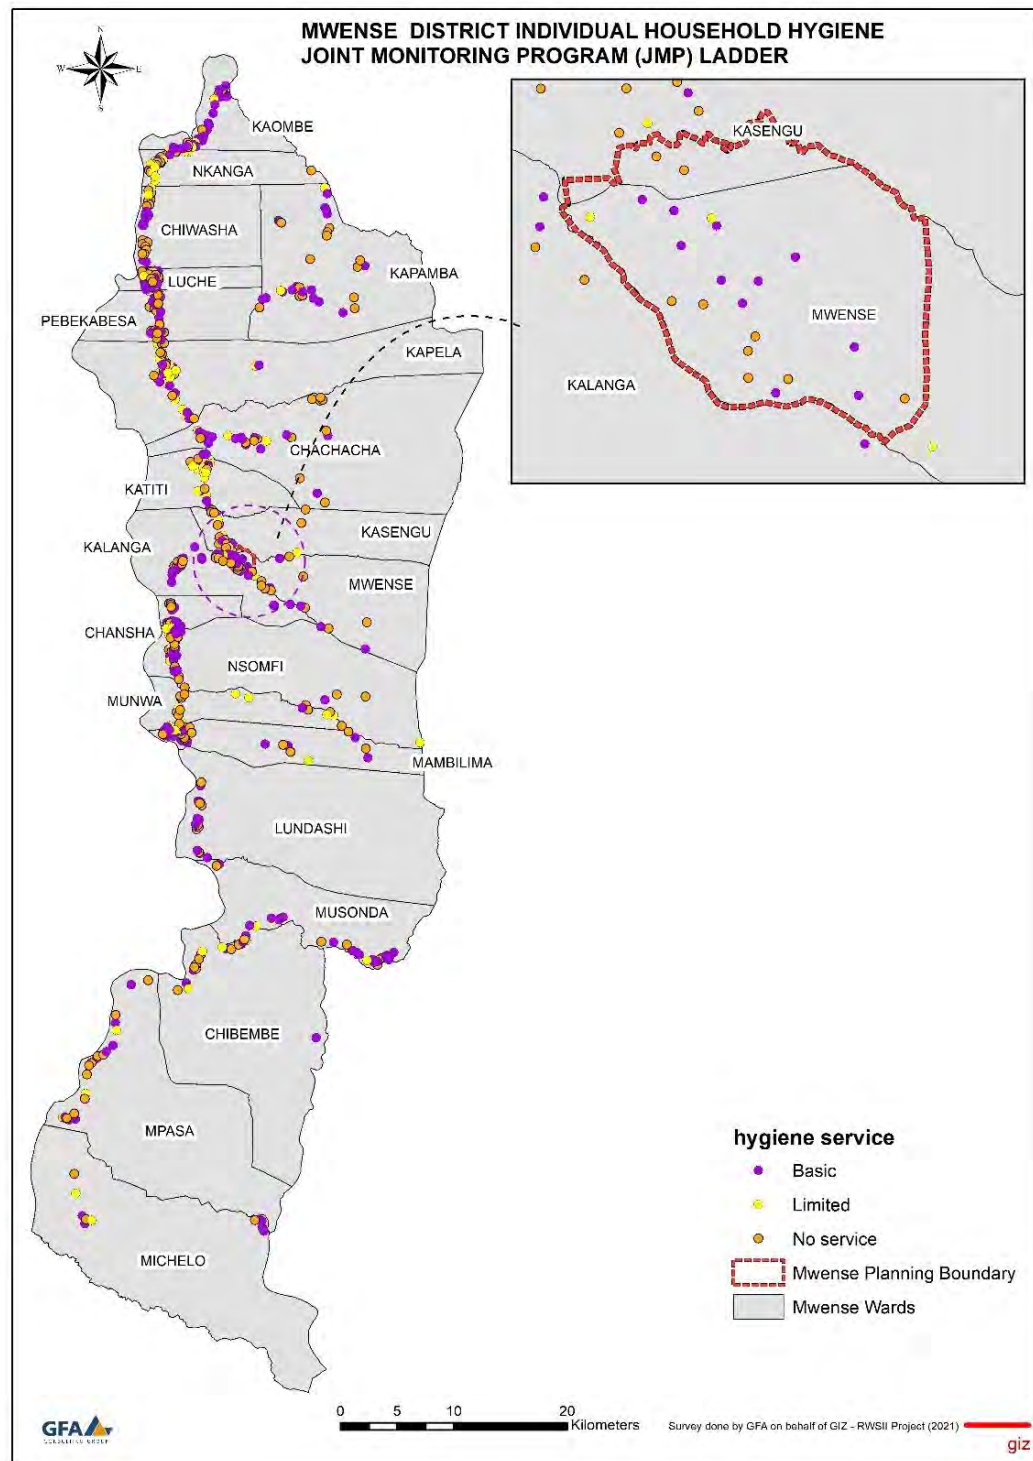 MWENSE DISTRICT INDIVIDUAL HOUSEHOLD HYGIENE
JOINT MONITORING PROGRAM (JMP) LADDER
N
W
E
S
KAOMBE
NKANGA
CHIWASHA
KAPAMBA
LUCHE
PEBEKABESA
KAPELA
CHACHACHA
KATITI
KASENGU
KALANGA
MWENSE
CHANSHA
NSOMFI
MUNWA
MAMBILIMA
LUNDASHI
MUSONDA
CHIBEMBE
MPASA
MICHELO
KASENGU
MWENSE
KALANGA
hygiene service
Basic
Limited
No service
Mwense Planning Boundary
Mwense Wards
GFA
CONSULTING GROUP
0 5 10 20
Kilometers
Survey done by GFA on behalf of GIZ - RWSII Project (2021)
giz